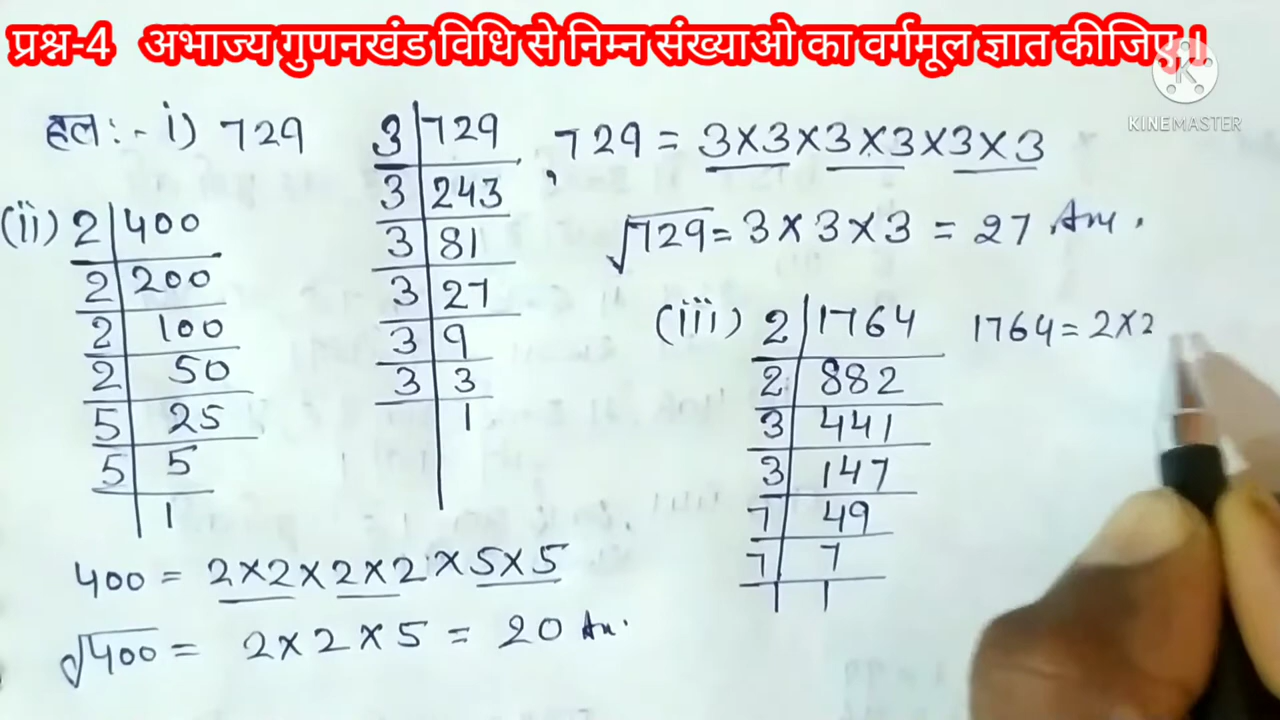 प्रश्न-4 अभाज्य गुणनखंड विधि से निम्न संख्याओ का वर्गमूल ज्ञात कीजिए।
KINEMASTER
हलः- i) 729
3 | 729
3 | 243
3 | 81
3 | 27
3 | 9
3 | 3
1
, 729 = 3×3×3×3×3×3
√729 = 3×3×3 = 27 Ans.
(ii) 2 | 400
2 | 200
2 | 100
2 | 50
5 | 25
5 | 5
1
400 = 2×2×2×2×5×5
√400 = 2×2×5 = 20 An.
(iii) 2 | 1764
2 | 882
3 | 441
3 | 147
7 | 49
7 | 7
1 | 1
1764 = 2×2